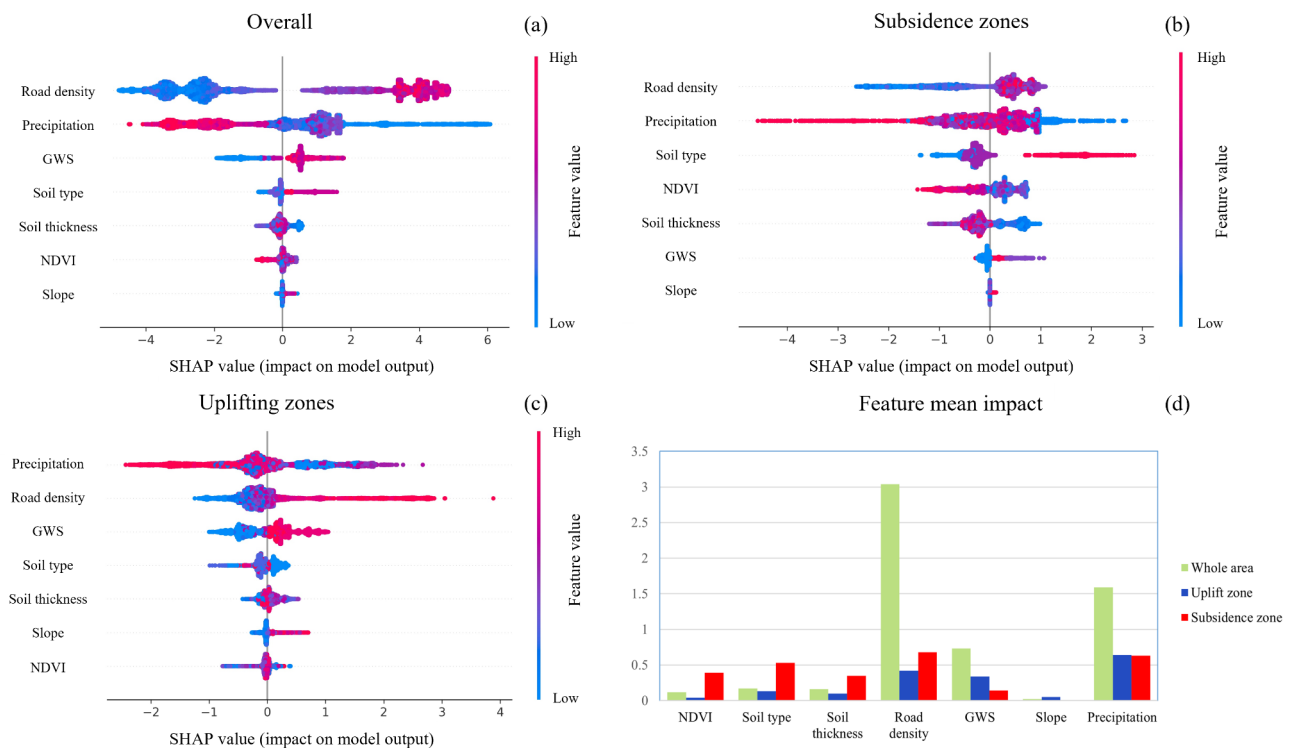 Overall
(a)
High
Road density
Precipitation
GWS
Soil type
Soil thickness
NDVI
Slope
Feature value
Low
−4
−2
0
2
4
6
SHAP value (impact on model output)
Subsidence zones
(b)
High
Road density
Precipitation
Soil type
NDVI
Soil thickness
GWS
Slope
Feature value
Low
−4
−3
−2
−1
0
1
2
3
SHAP value (impact on model output)
Uplifting zones
(c)
High
Precipitation
Road density
GWS
Soil type
Soil thickness
Slope
NDVI
Feature value
Low
−2
−1
0
1
2
3
4
SHAP value (impact on model output)
Feature mean impact
(d)
3.5
3
2.5
2
1.5
1
0.5
0
NDVI
Soil type
Soil
thickness
Road
density
GWS
Slope
Precipitation
Whole area
Uplift zone
Subsidence zone